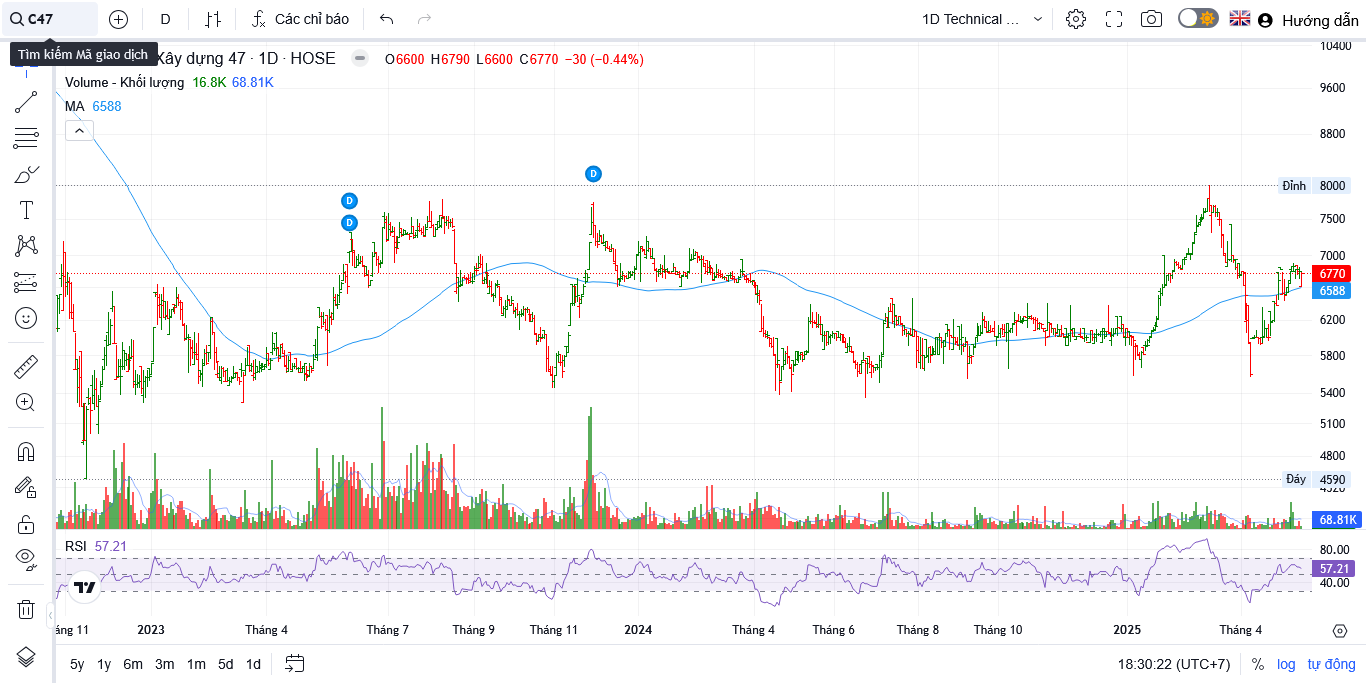 C47
D
Các chỉ báo
1D Technical ...
Hướng dẫn
Tìm kiếm Mã giao dịch
Xây dựng 47 · 1D · HOSE
O6600 H6790 L6600 C6770 −30 (−0.44%)
Volume - Khối lượng 16.8K 68.81K
MA 6588
D
D
D
10400
9600
8800
Đỉnh 8000
7500
7000
6770
6588
6200
5800
5400
5100
4800
Đáy 4590
4320
68.81K
RSI 57.21
80.00
57.21
40.00
áng 11 2023 Tháng 4 Tháng 7 Tháng 9 Tháng 11 2024 Tháng 4 Tháng 6 Tháng 8 Tháng 10 2025 Tháng 4
5y 1y 6m 3m 1m 5d 1d
18:30:22 (UTC+7) % log tự động